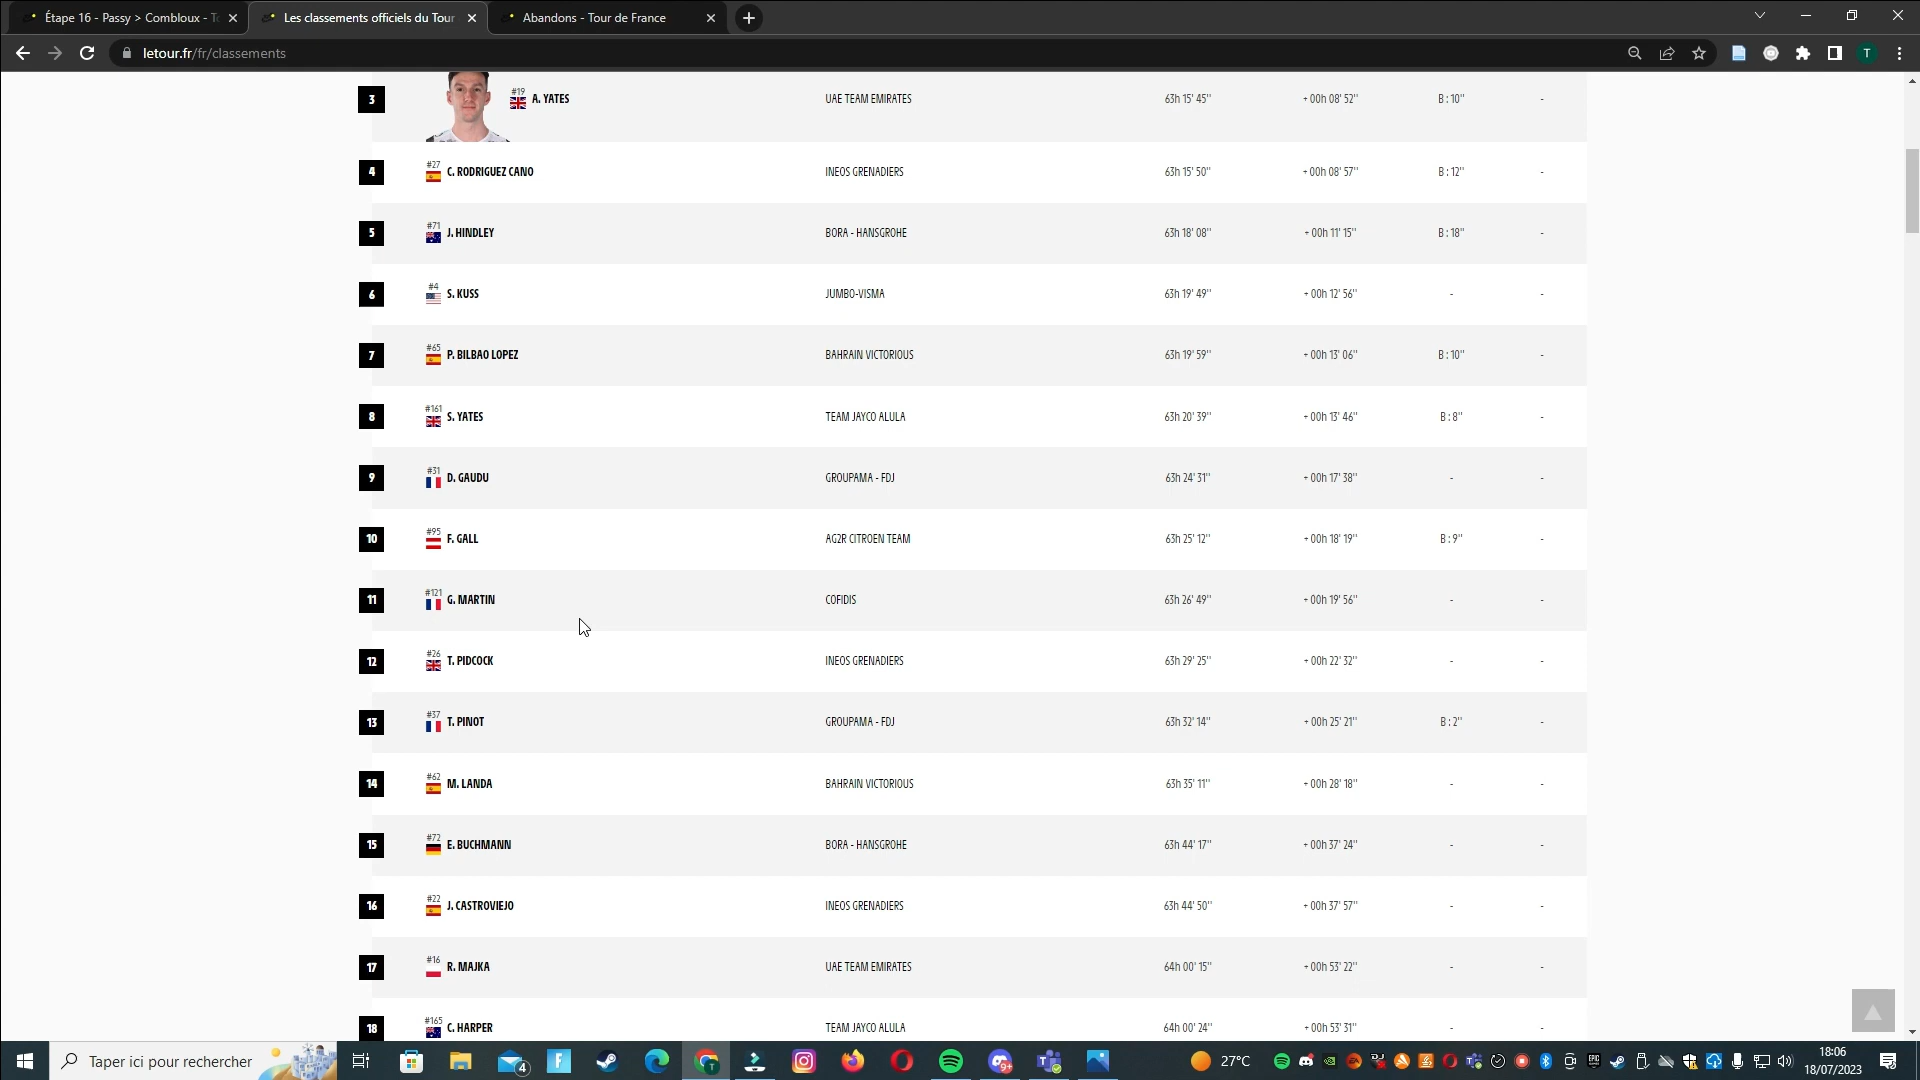 Étape 16 - Passy > Combloux - To
Les classements officiels du Tour
Abandons - Tour de France
letour.fr/fr/classements
T
3 #19 A. YATES UAE TEAM EMIRATES 63h 15' 45'' + 00h 08' 52'' B : 10'' -
4 #27 C. RODRIGUEZ CANO INEOS GRENADIERS 63h 15' 50'' + 00h 08' 57'' B : 12'' -
5 #71 J. HINDLEY BORA - HANSGROHE 63h 18' 08'' + 00h 11' 15'' B : 18'' -
6 #4 S. KUSS JUMBO-VISMA 63h 19' 49'' + 00h 12' 56'' - -
7 #65 P. BILBAO LOPEZ BAHRAIN VICTORIOUS 63h 19' 59'' + 00h 13' 06'' B : 10'' -
8 #161 S. YATES TEAM JAYCO ALULA 63h 20' 39'' + 00h 13' 46'' B : 8'' -
9 #31 D. GAUDU GROUPAMA - FDJ 63h 24' 31'' + 00h 17' 38'' - -
10 #95 F. GALL AG2R CITROEN TEAM 63h 25' 12'' + 00h 18' 19'' B : 9'' -
11 #121 G. MARTIN COFIDIS 63h 26' 49'' + 00h 19' 56'' - -
12 #26 T. PIDCOCK INEOS GRENADIERS 63h 29' 25'' + 00h 22' 32'' - -
13 #37 T. PINOT GROUPAMA - FDJ 63h 32' 14'' + 00h 25' 21'' B : 2'' -
14 #62 M. LANDA BAHRAIN VICTORIOUS 63h 35' 11'' + 00h 28' 18'' - -
15 #72 E. BUCHMANN BORA - HANSGROHE 63h 44' 17'' + 00h 37' 24'' - -
16 #22 J. CASTROVIEJO INEOS GRENADIERS 63h 44' 50'' + 00h 37' 57'' - -
17 #16 R. MAJKA UAE TEAM EMIRATES 64h 00' 15'' + 00h 53' 22'' - -
18 #165 C. HARPER TEAM JAYCO ALULA 64h 00' 24'' + 00h 53' 31'' - -
Taper ici pour rechercher
4
9+
27°C
18:06
18/07/2023